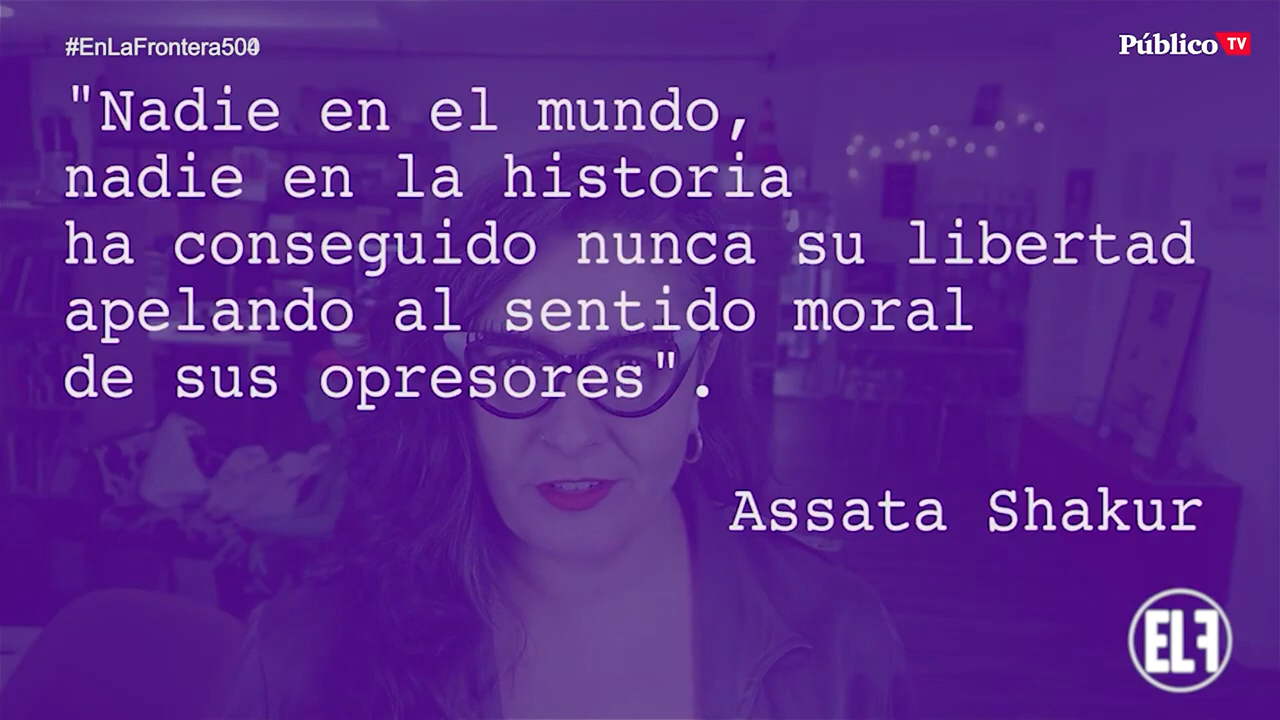 #EnLaFrontera500
Público TV
"Nadie en el mundo,
nadie en la historia
ha conseguido nunca su libertad
apelando al sentido moral
de sus opresores".
Assata Shakur
ELF